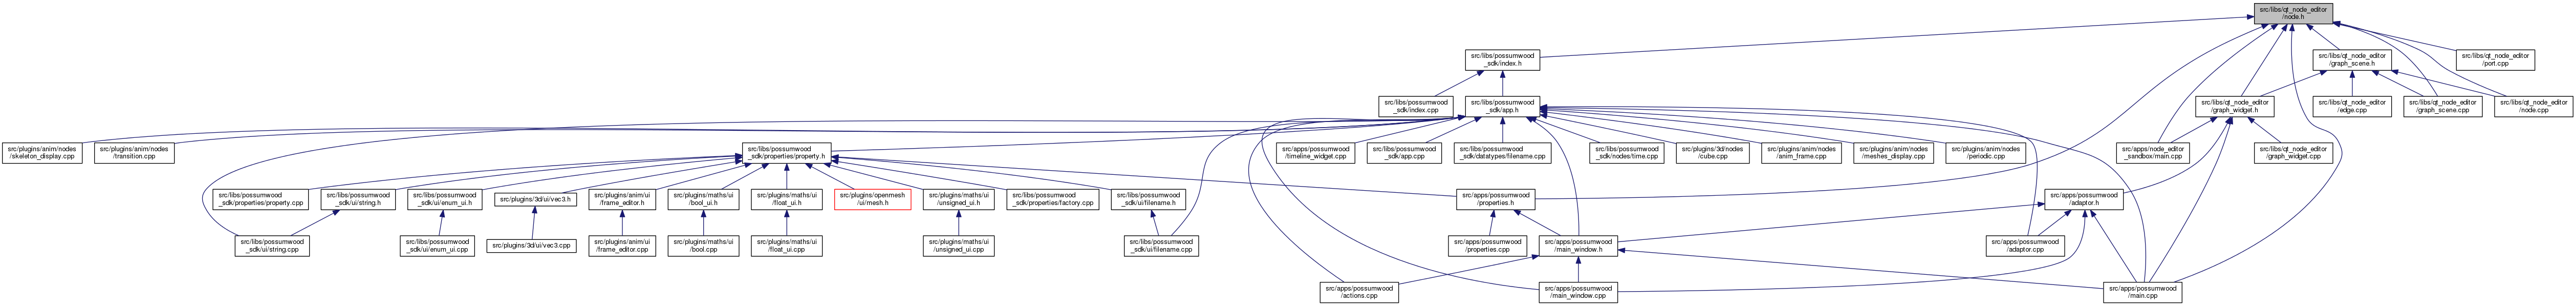 src/libs/qt_node_editor
/node.h
src/libs/possumwood
_sdk/index.h
src/libs/qt_node_editor
/graph_scene.h
src/libs/qt_node_editor
/port.cpp
src/libs/possumwood
_sdk/index.cpp
src/libs/possumwood
_sdk/app.h
src/libs/qt_node_editor
/graph_widget.h
src/libs/qt_node_editor
/edge.cpp
src/libs/qt_node_editor
/graph_scene.cpp
src/libs/qt_node_editor
/node.cpp
src/plugins/anim/nodes
/skeleton_display.cpp
src/plugins/anim/nodes
/transition.cpp
src/libs/possumwood
_sdk/properties/property.h
src/apps/possumwood
/timeline_widget.cpp
src/libs/possumwood
_sdk/app.cpp
src/libs/possumwood
_sdk/datatypes/filename.cpp
src/libs/possumwood
_sdk/nodes/time.cpp
src/plugins/3d/nodes
/cube.cpp
src/plugins/anim/nodes
/anim_frame.cpp
src/plugins/anim/nodes
/meshes_display.cpp
src/plugins/anim/nodes
/periodic.cpp
src/apps/node_editor
_sandbox/main.cpp
src/libs/qt_node_editor
/graph_widget.cpp
src/libs/possumwood
_sdk/properties/property.cpp
src/libs/possumwood
_sdk/ui/string.h
src/libs/possumwood
_sdk/ui/enum_ui.h
src/plugins/3d/ui/vec3.h
src/plugins/anim/ui
/frame_editor.h
src/plugins/maths/ui
/bool_ui.h
src/plugins/maths/ui
/float_ui.h
src/plugins/openmesh
/ui/mesh.h
src/plugins/maths/ui
/unsigned_ui.h
src/libs/possumwood
_sdk/properties/factory.cpp
src/libs/possumwood
_sdk/ui/filename.h
src/apps/possumwood
/properties.h
src/apps/possumwood
/adaptor.h
src/libs/possumwood
_sdk/ui/string.cpp
src/libs/possumwood
_sdk/ui/enum_ui.cpp
src/plugins/3d/ui/vec3.cpp
src/plugins/anim/ui
/frame_editor.cpp
src/plugins/maths/ui
/bool.cpp
src/plugins/maths/ui
/float_ui.cpp
src/plugins/maths/ui
/unsigned_ui.cpp
src/libs/possumwood
_sdk/ui/filename.cpp
src/apps/possumwood
/properties.cpp
src/apps/possumwood
/main_window.h
src/apps/possumwood
/adaptor.cpp
src/apps/possumwood
/actions.cpp
src/apps/possumwood
/main_window.cpp
src/apps/possumwood
/main.cpp